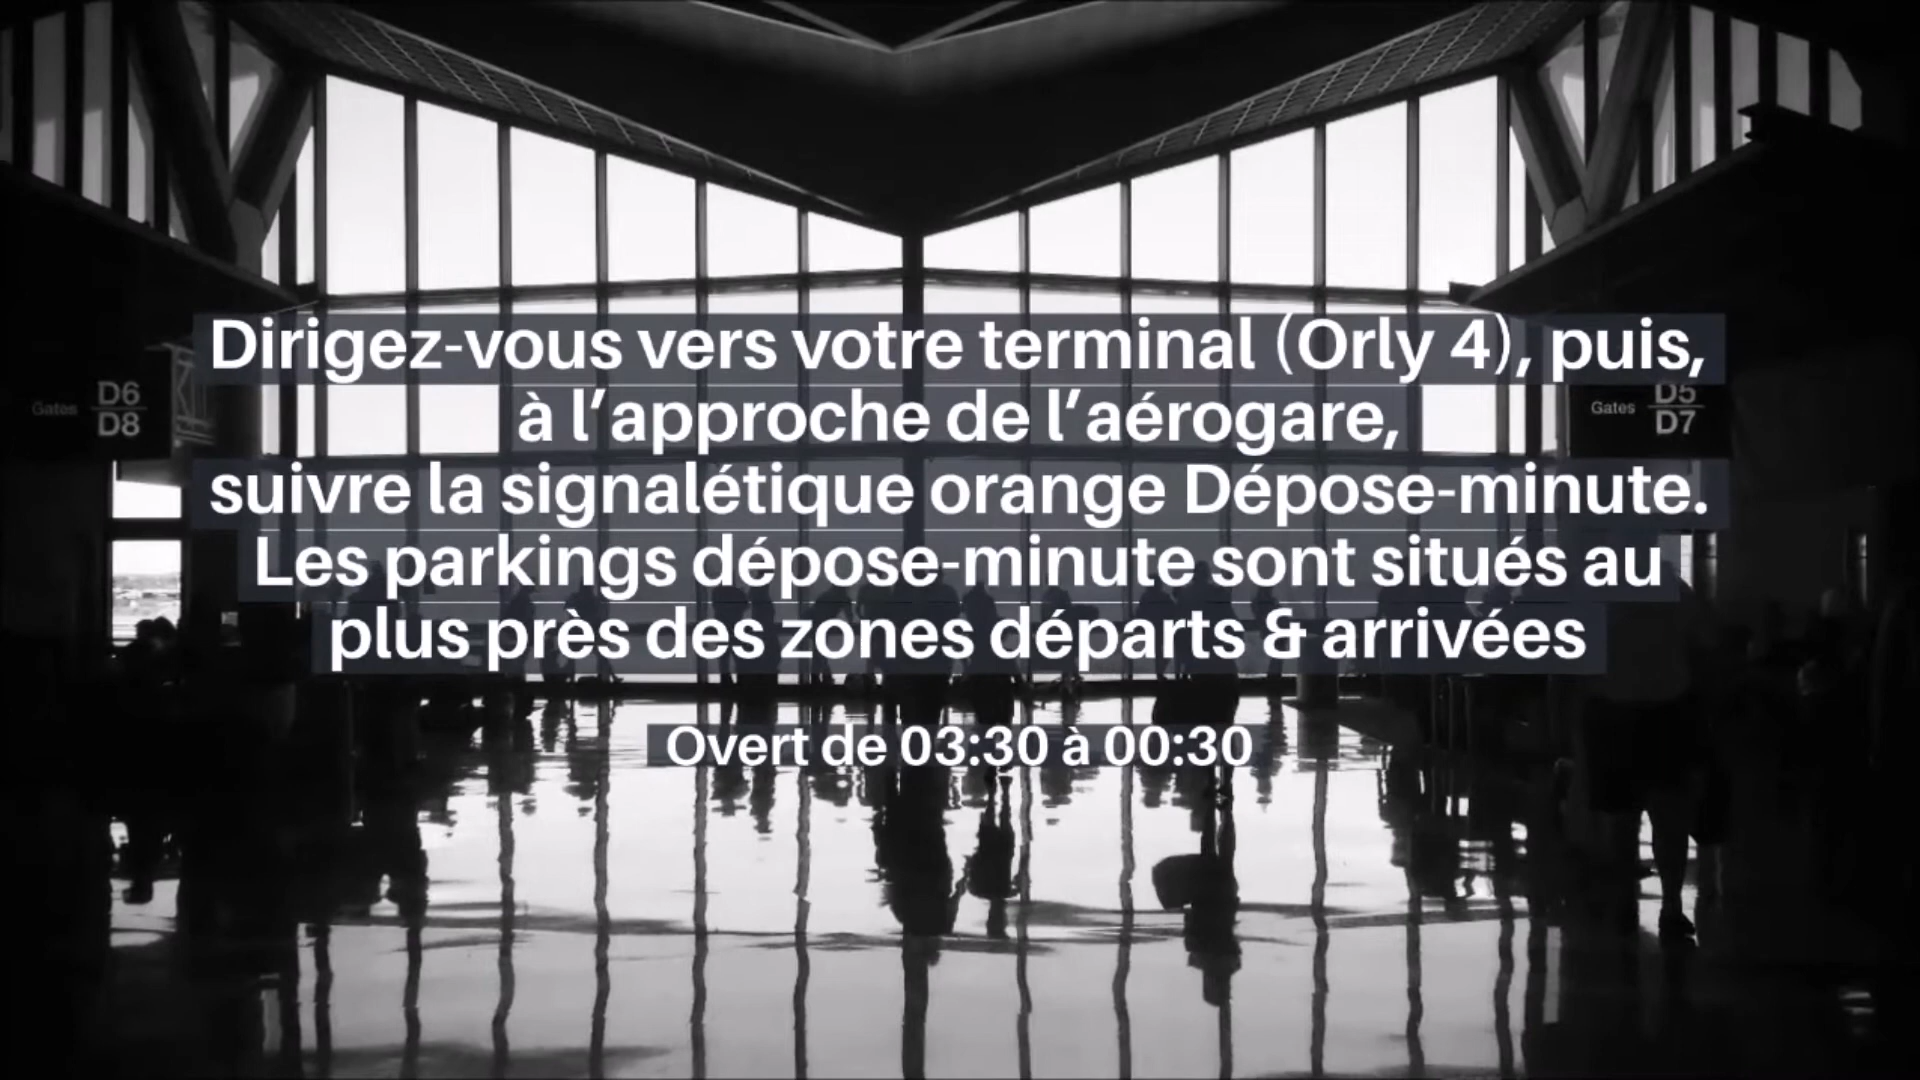 Dirigez-vous vers votre terminal (Orly 4), puis,
à l’approche de l’aérogare,
suivre la signalétique orange Dépose-minute.
Les parkings dépose-minute sont situés au
plus près des zones départs & arrivées
Overt de 03:30 à 00:30
Gates D6
D8
Gates D5
D7